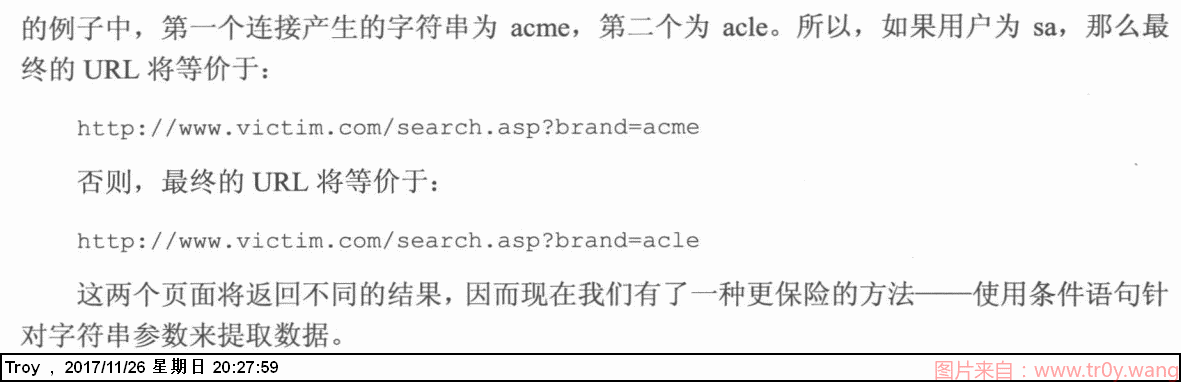 的例子中，第一个连接产生的字符串为 acme，第二个为 acle。所以，如果用户为 sa，那么最
终的 URL 将等价于：
http://www.victim.com/search.asp?brand=acme
否则，最终的 URL 将等价于：
http://www.victim.com/search.asp?brand=acle
这两个页面将返回不同的结果，因而现在我们有了一种更保险的方法——使用条件语句针
对字符串参数来提取数据。
Troy , 2017/11/26 星期日 20:27:59
图片来自：www.tr0y.wang